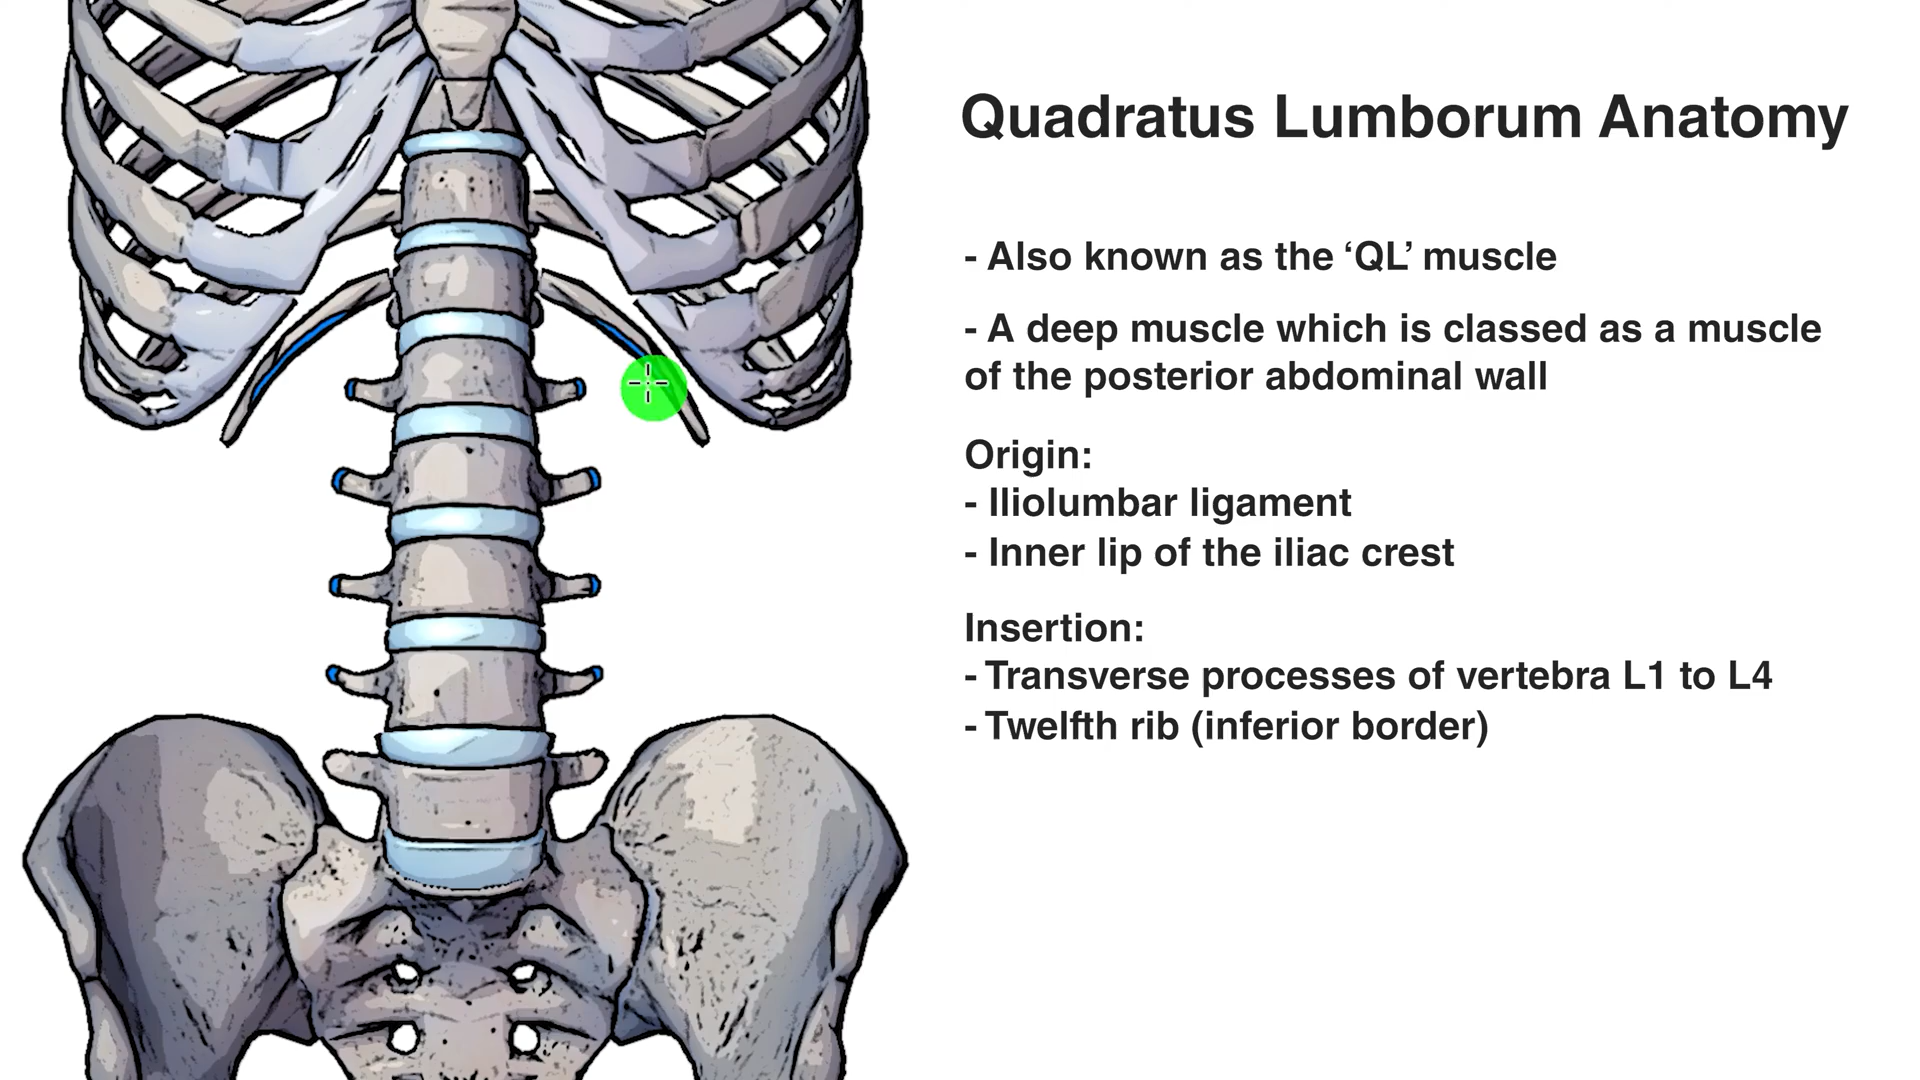 Quadratus Lumborum Anatomy
- Also known as the ‘QL’ muscle
- A deep muscle which is classed as a muscle
of the posterior abdominal wall
Origin:
- Iliolumbar ligament
- Inner lip of the iliac crest
Insertion:
- Transverse processes of vertebra L1 to L4
- Twelfth rib (inferior border)